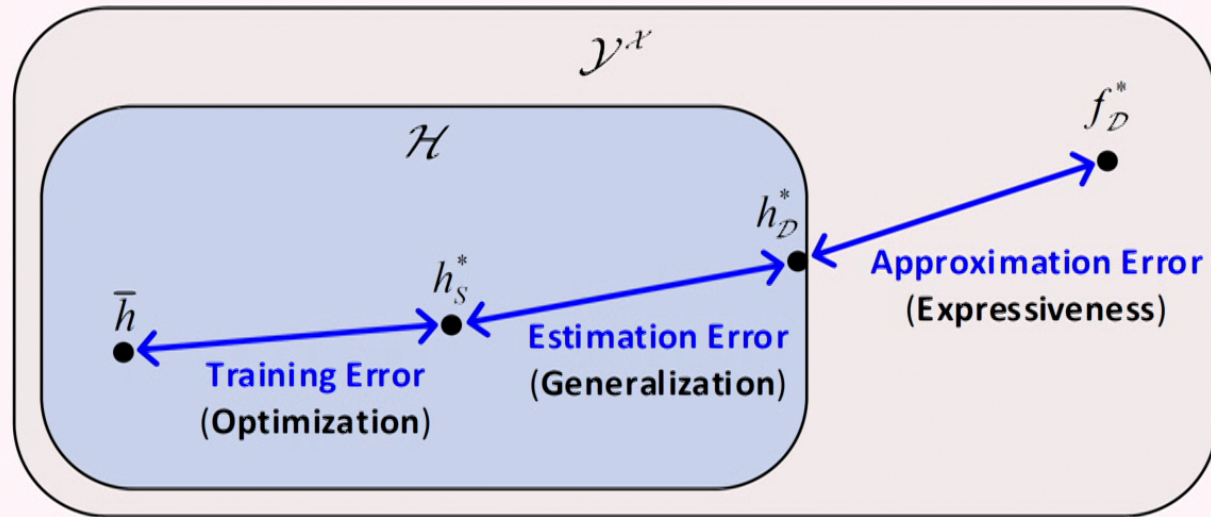 𝒴^𝒳
ℋ
f*_𝒟
h*_𝒟
h*_S
h̅
Approximation Error
(Expressiveness)
Estimation Error
(Generalization)
Training Error
(Optimization)